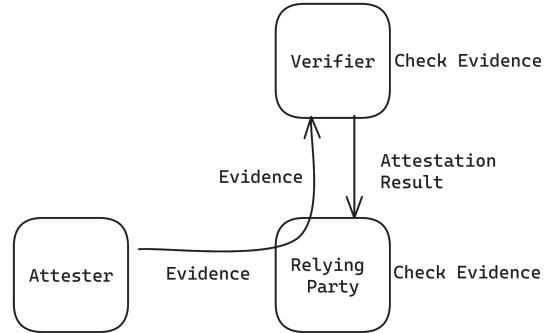 Verifier
Check Evidence
Evidence
Attestation
Result
Attester
Evidence
Relying
Party
Check Evidence